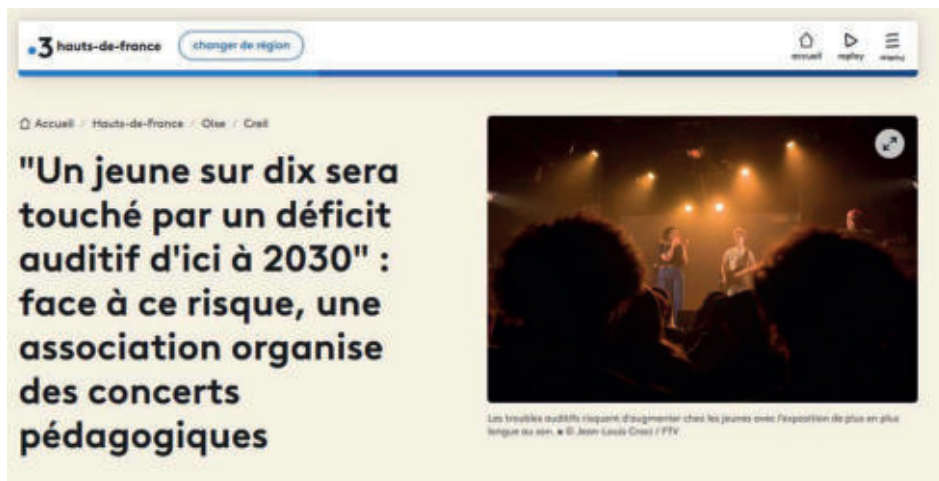 3 hauts-de-france
changer de région
accueil replay menu
Accueil / Hauts-de-France / Oise / Creil
"Un jeune sur dix sera
touché par un déficit
auditif d'ici à 2030" :
face à ce risque, une
association organise
des concerts
pédagogiques
Les troubles auditifs risquent d'augmenter chez les jeunes avec l'exposition de plus en plus
longue au son. • © Jean-Louis Croci / FTV